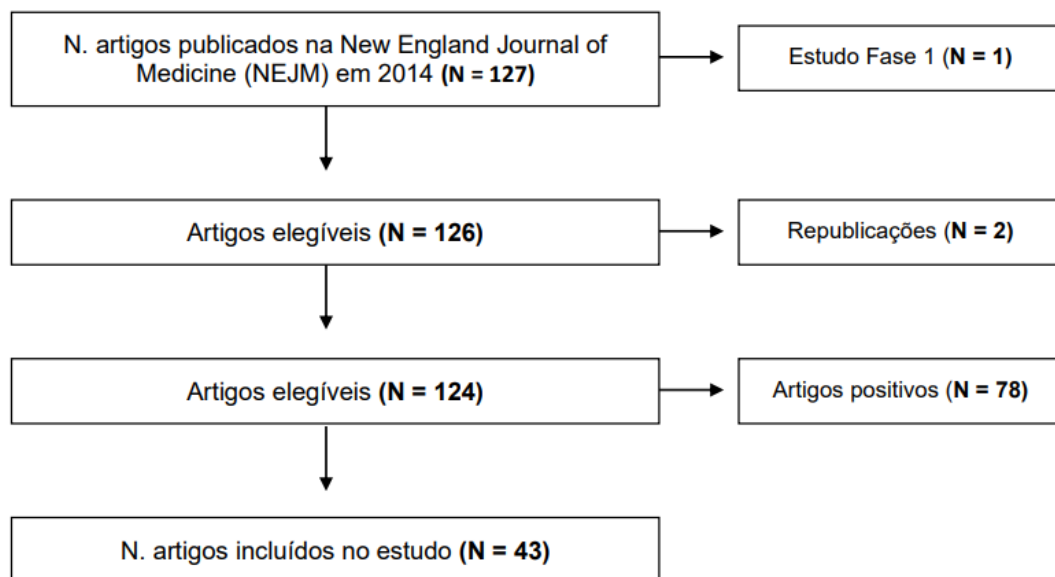 N. artigos publicados na New England Journal of
Medicine (NEJM) em 2014 (N = 127)
Estudo Fase 1 (N = 1)
Artigos elegíveis (N = 126)
Republicações (N = 2)
Artigos elegíveis (N = 124)
Artigos positivos (N = 78)
N. artigos incluídos no estudo (N = 43)